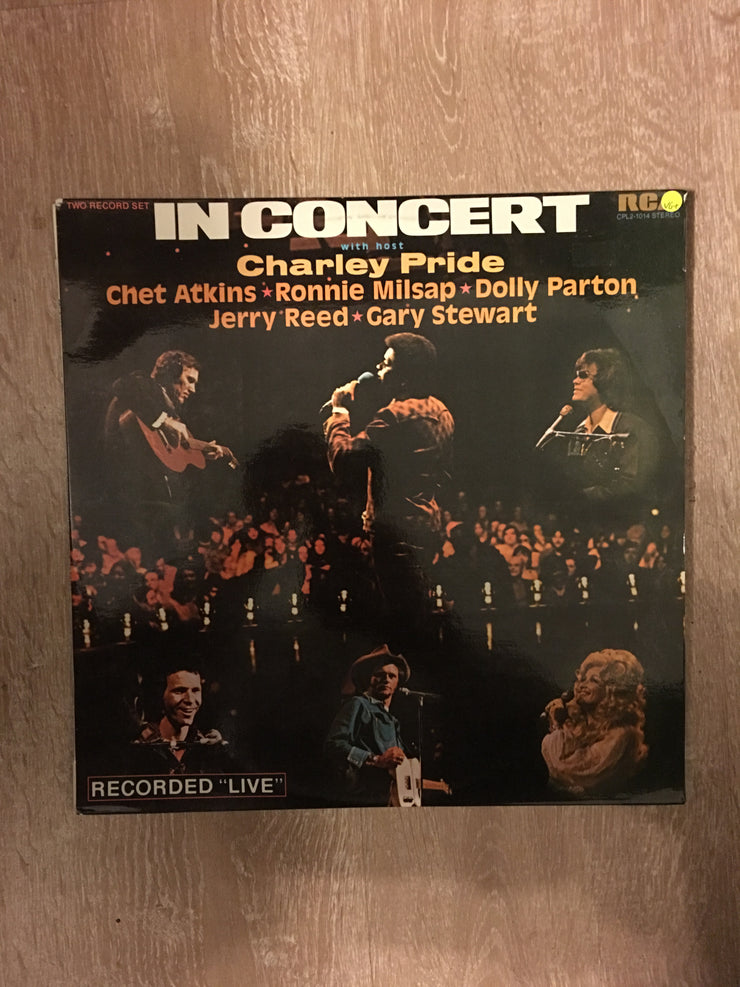 TWO RECORD SET
IN CONCERT
RCA
VG+
CPL2-1014 STEREO
with host
Charley Pride
Chet Atkins ★ Ronnie Milsap ★ Dolly Parton
Jerry Reed ★ Gary Stewart
RECORDED "LIVE"